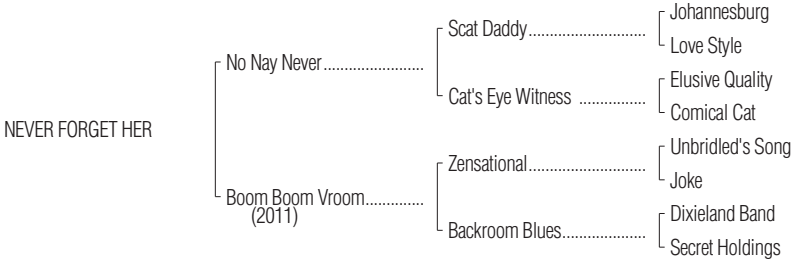 Johannesburg
Scat Daddy..............................
Love Style
No Nay Never........................
Elusive Quality
Cat's Eye Witness .................
Comical Cat
NEVER FORGET HER
Unbridled's Song
Zensational..............................
Joke
Boom Boom Vroom..............
(2011)
Dixieland Band
Backroom Blues.....................
Secret Holdings